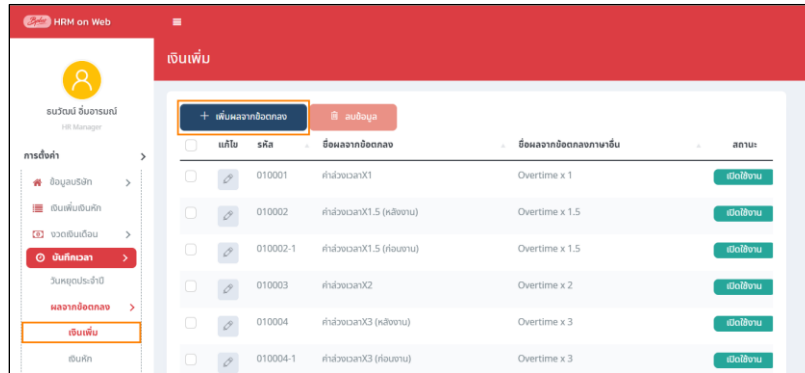 HRM on Web
เงินเพิ่ม
ธนวัฒน์ อิ่มอารมณ์
HR Manager
การตั้งค่า
ข้อมูลบริษัท
เงินเพิ่มเงินหัก
งวดเงินเดือน
บันทึกเวลา
วันหยุดประจำปี
ผลจากข้อตกลง
เงินเพิ่ม
เงินหัก
+ เพิ่มผลจากข้อตกลง
ลบข้อมูล
แก้ไข รหัส ชื่อผลจากข้อตกลง ชื่อผลจากข้อตกลงภาษาอื่น สถานะ
010001 ค่าล่วงเวลาX1 Overtime x 1 เปิดใช้งาน
010002 ค่าล่วงเวลาX1.5 (หลังงาน) Overtime x 1.5 เปิดใช้งาน
010002-1 ค่าล่วงเวลาX1.5 (ก่อนงาน) Overtime x 1.5 เปิดใช้งาน
010003 ค่าล่วงเวลาX2 Overtime x 2 เปิดใช้งาน
010004 ค่าล่วงเวลาX3 (หลังงาน) Overtime x 3 เปิดใช้งาน
010004-1 ค่าล่วงเวลาX3 (ก่อนงาน) Overtime x 3 เปิดใช้งาน